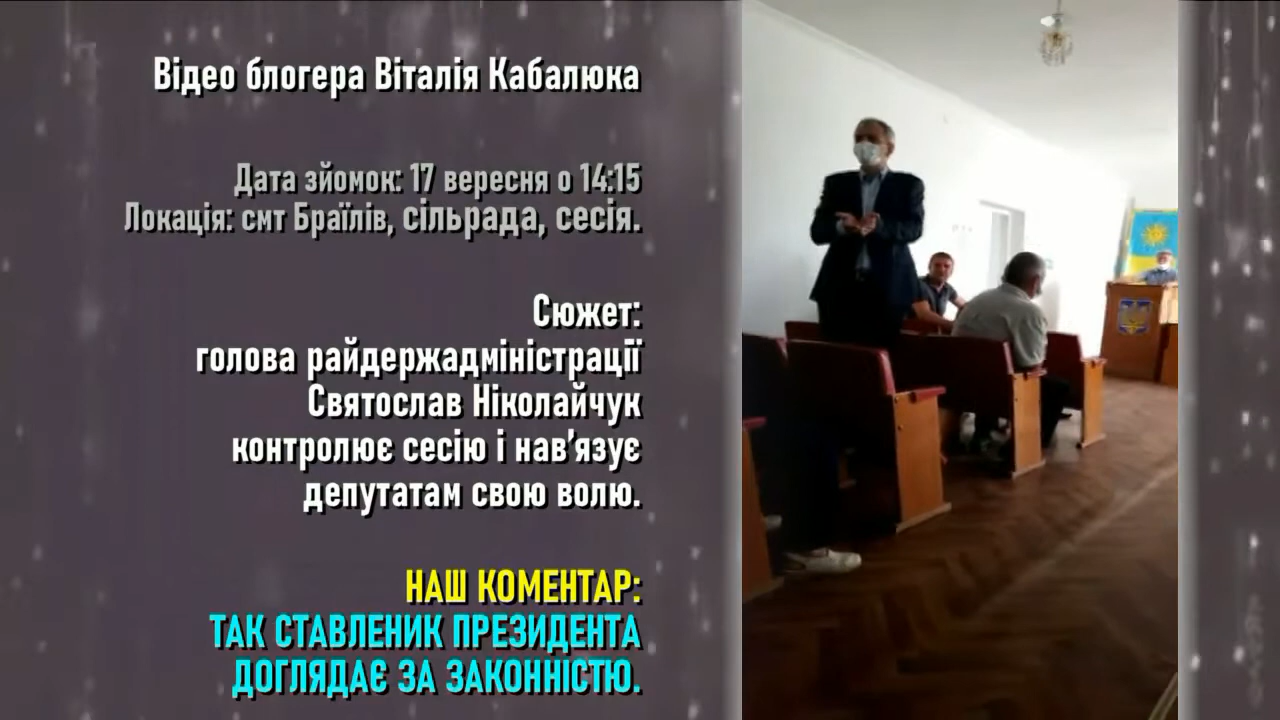 Відео блогера Віталія Кабалюка
Дата зйомок: 17 вересня о 14:15
Локація: смт Браїлів, сільрада, сесія.
Сюжет:
голова райдержадміністрації
Святослав Ніколайчук
контролює сесію і нав'язує
депутатам свою волю.
НАШ КОМЕНТАР:
ТАК СТАВЛЕНИК ПРЕЗИДЕНТА
ДОГЛЯДАЄ ЗА ЗАКОННІСТЮ.